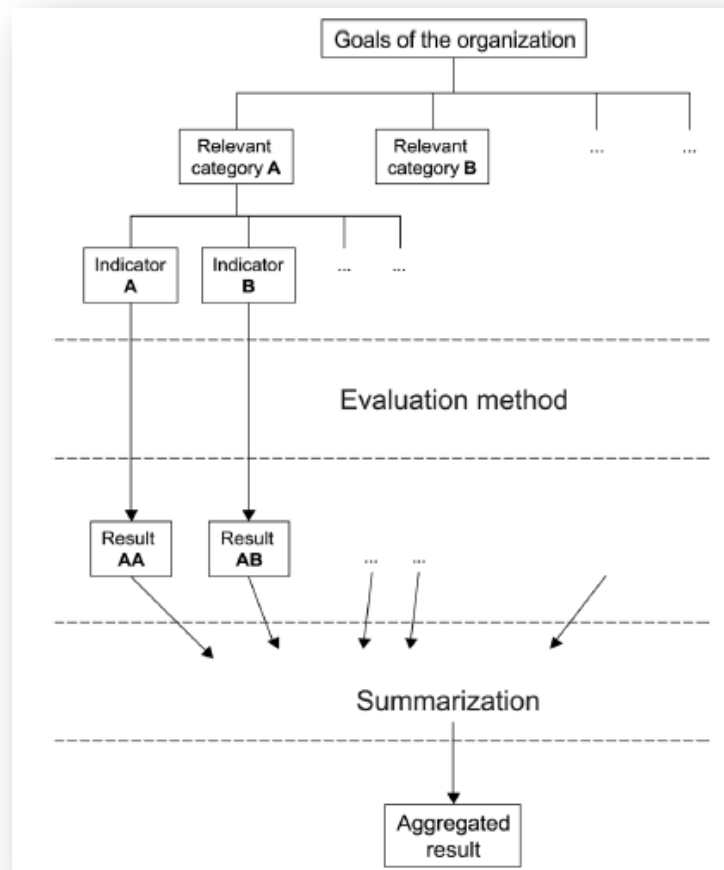 Goals of the organization
Relevant
category A
Relevant
category B
...
...
Indicator
A
Indicator
B
...
...
Evaluation method
Result
AA
Result
AB
...
...
Summarization
Aggregated
result